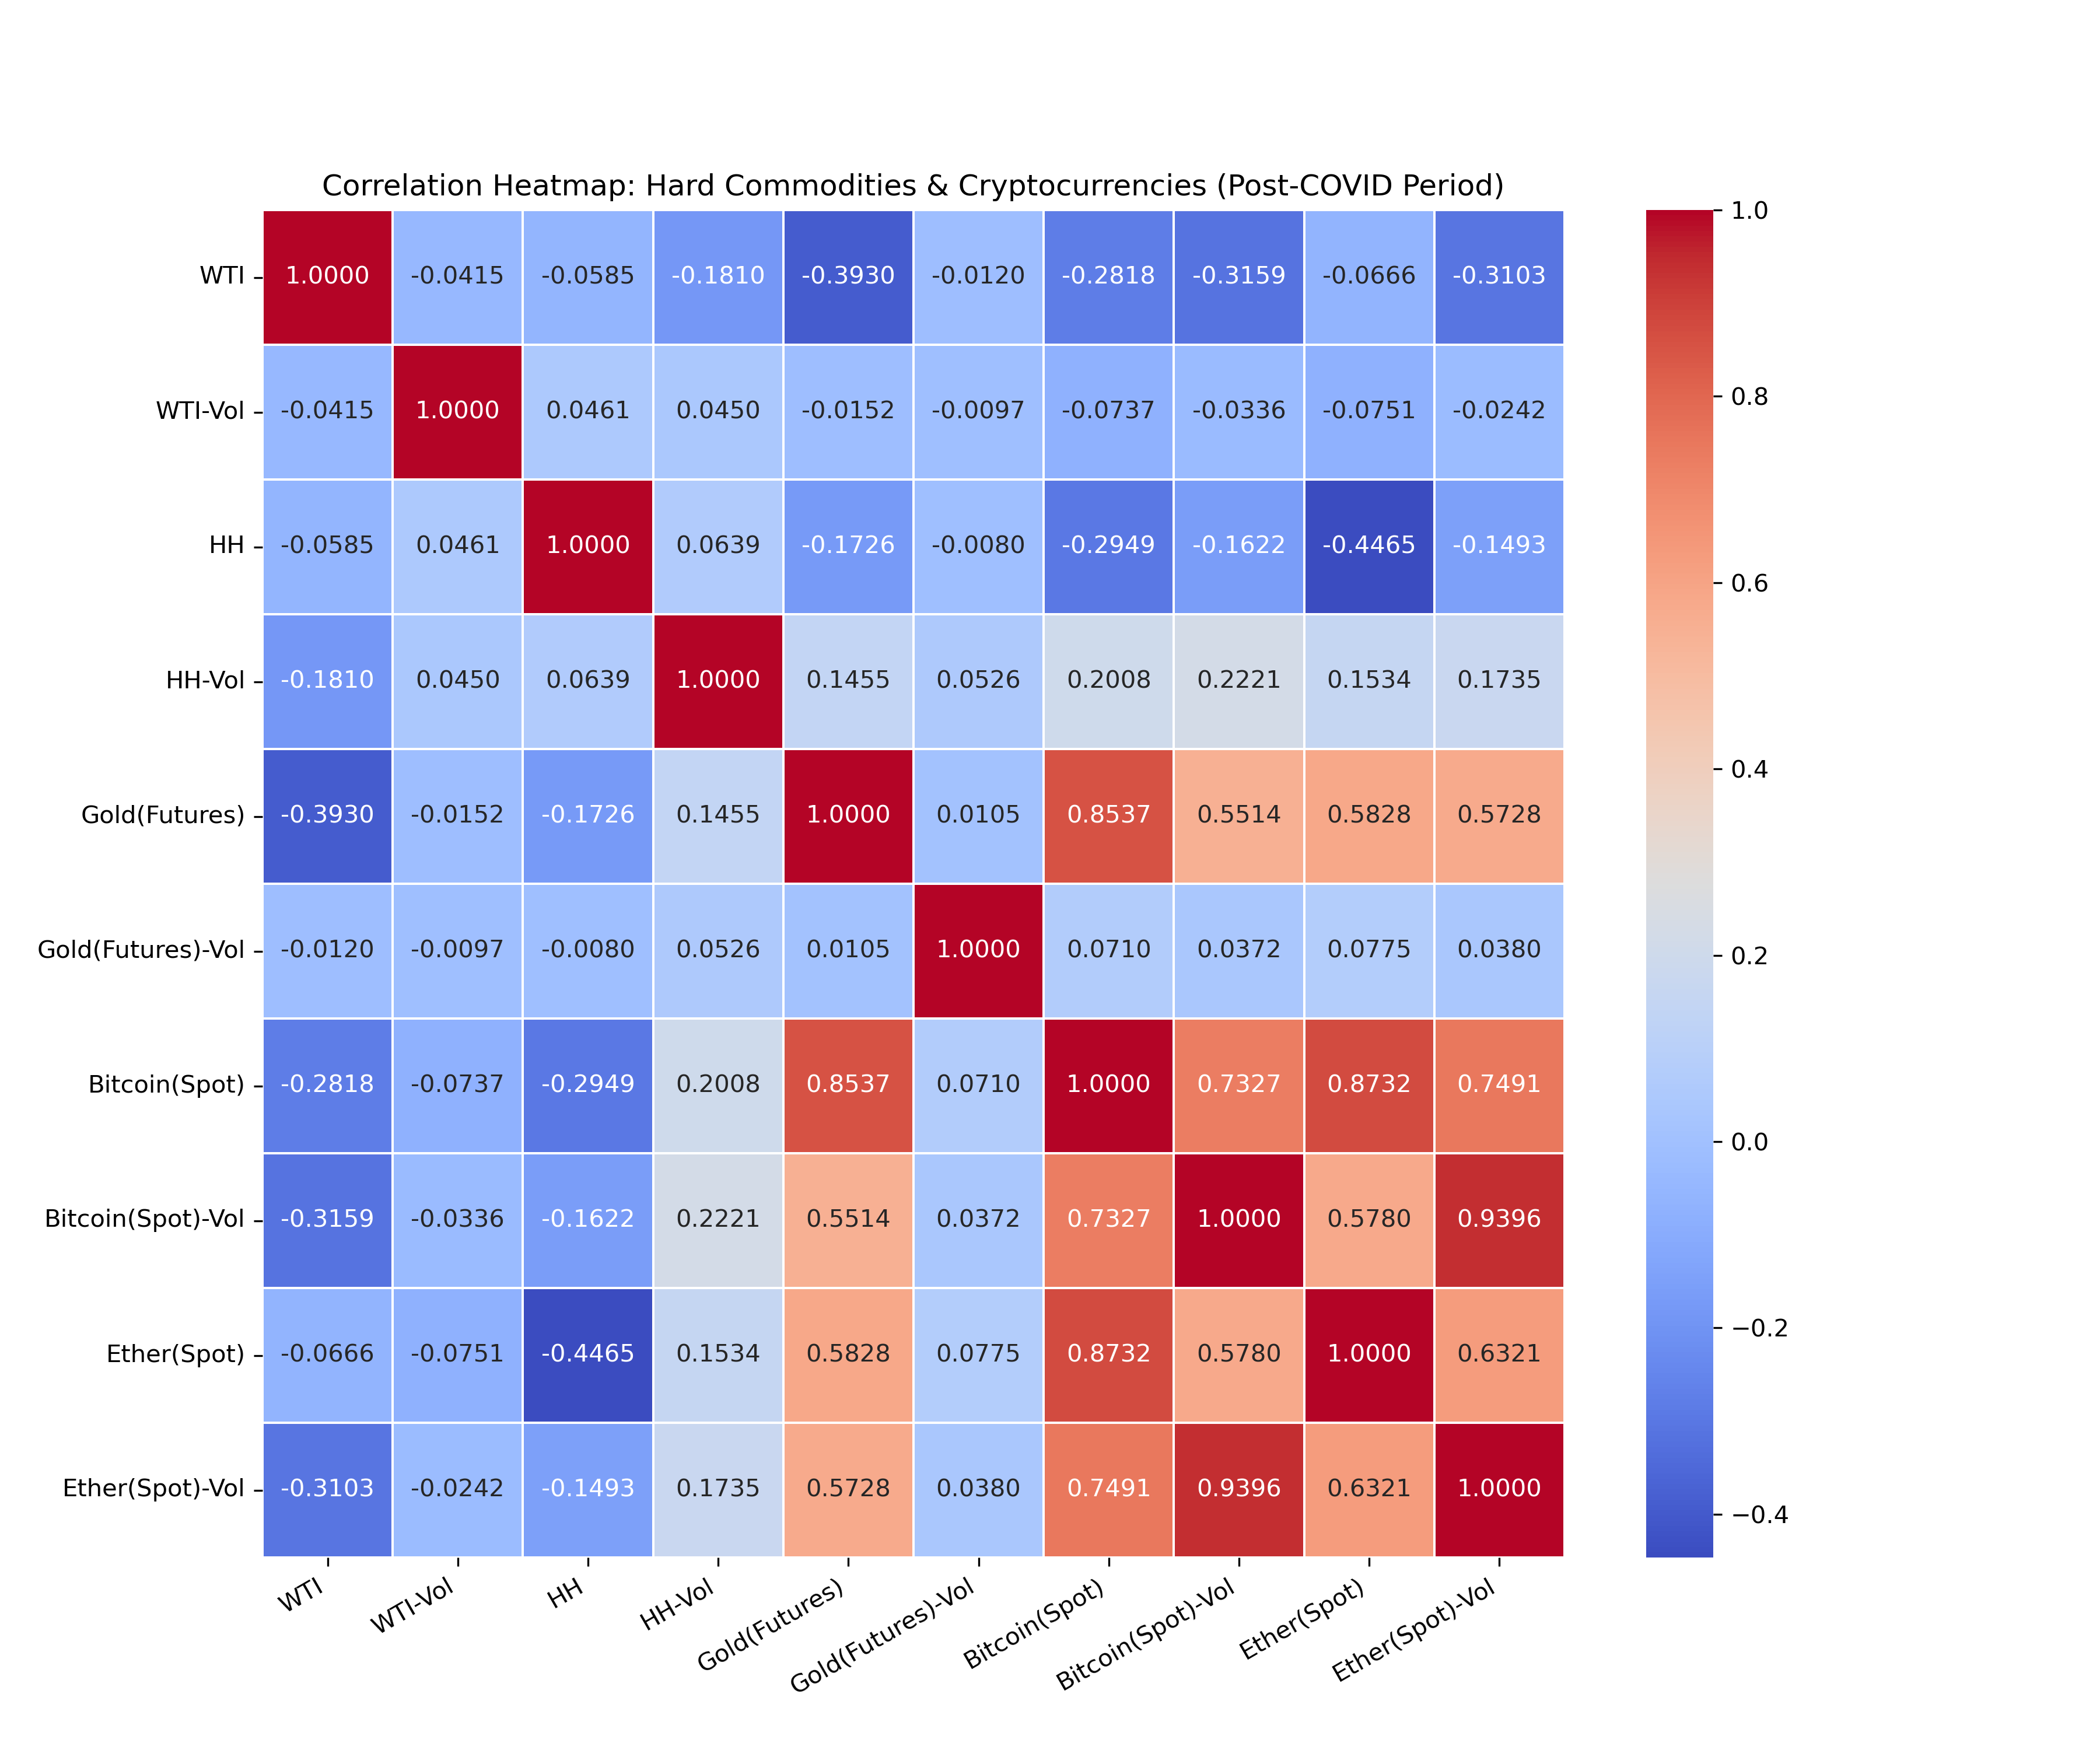 Correlation Heatmap: Hard Commodities & Cryptocurrencies (Post-COVID Period)
WTI 1.0000 -0.0415 -0.0585 -0.1810 -0.3930 -0.0120 -0.2818 -0.3159 -0.0666 -0.3103
WTI-Vol -0.0415 1.0000 0.0461 0.0450 -0.0152 -0.0097 -0.0737 -0.0336 -0.0751 -0.0242
HH -0.0585 0.0461 1.0000 0.0639 -0.1726 -0.0080 -0.2949 -0.1622 -0.4465 -0.1493
HH-Vol -0.1810 0.0450 0.0639 1.0000 0.1455 0.0526 0.2008 0.2221 0.1534 0.1735
Gold(Futures) -0.3930 -0.0152 -0.1726 0.1455 1.0000 0.0105 0.8537 0.5514 0.5828 0.5728
Gold(Futures)-Vol -0.0120 -0.0097 -0.0080 0.0526 0.0105 1.0000 0.0710 0.0372 0.0775 0.0380
Bitcoin(Spot) -0.2818 -0.0737 -0.2949 0.2008 0.8537 0.0710 1.0000 0.7327 0.8732 0.7491
Bitcoin(Spot)-Vol -0.3159 -0.0336 -0.1622 0.2221 0.5514 0.0372 0.7327 1.0000 0.5780 0.9396
Ether(Spot) -0.0666 -0.0751 -0.4465 0.1534 0.5828 0.0775 0.8732 0.5780 1.0000 0.6321
Ether(Spot)-Vol -0.3103 -0.0242 -0.1493 0.1735 0.5728 0.0380 0.7491 0.9396 0.6321 1.0000
WTI WTI-Vol HH HH-Vol Gold(Futures) Gold(Futures)-Vol Bitcoin(Spot) Bitcoin(Spot)-Vol Ether(Spot) Ether(Spot)-Vol
1.0
0.8
0.6
0.4
0.2
0.0
−0.2
−0.4